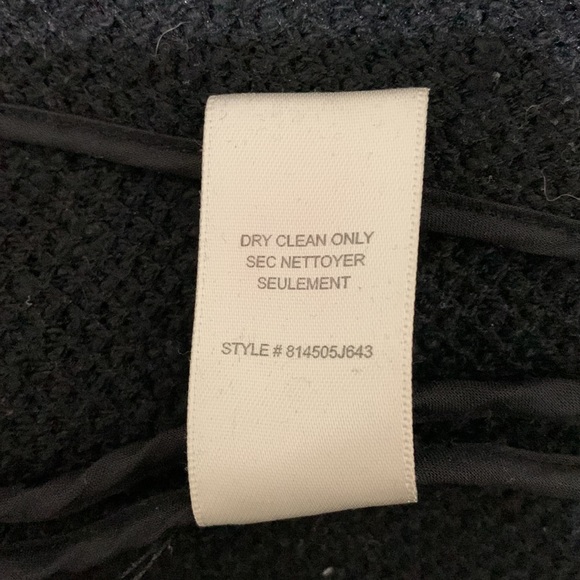 DRY CLEAN ONLY
SEC NETTOYER
SEULEMENT
STYLE # 814505J643